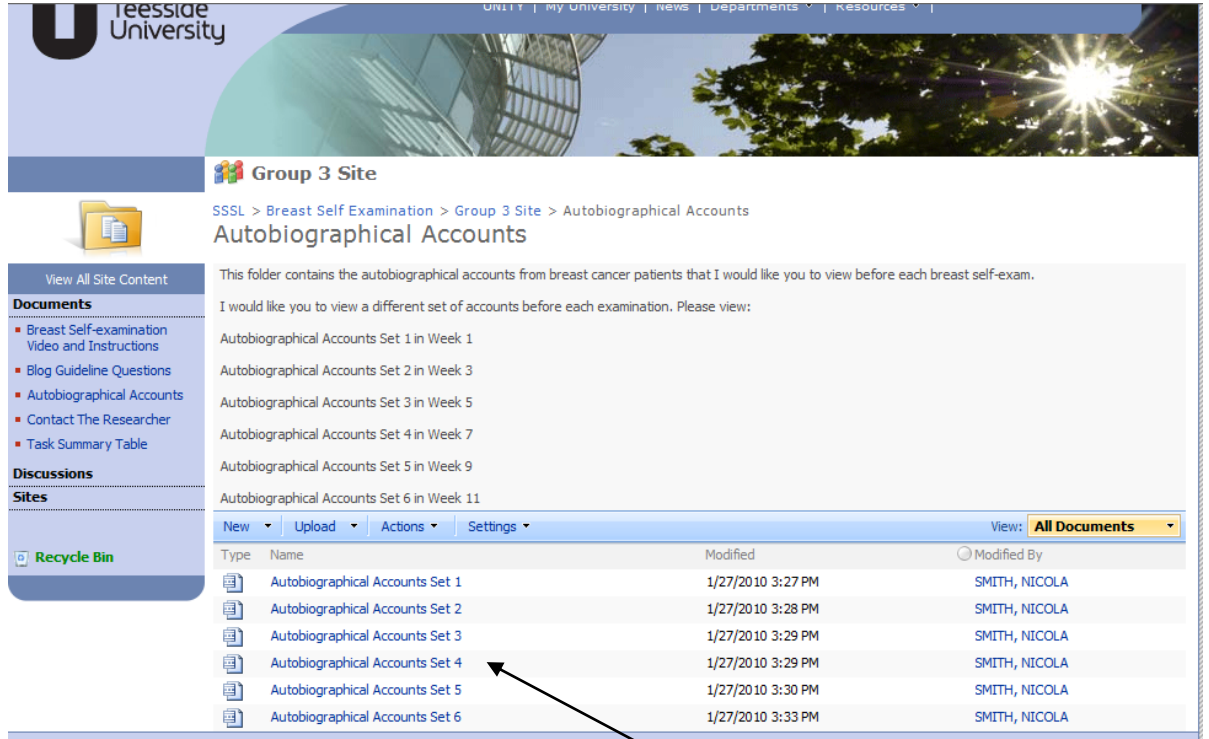 UNITY | My University | News | Departments | Resources |
Teesside
University
Group 3 Site
SSSL > Breast Self Examination > Group 3 Site > Autobiographical Accounts
Autobiographical Accounts
View All Site Content
Documents
Breast Self-examination
Video and Instructions
Blog Guideline Questions
Autobiographical Accounts
Contact The Researcher
Task Summary Table
Discussions
Sites
Recycle Bin
This folder contains the autobiographical accounts from breast cancer patients that I would like you to view before each breast self-exam.
I would like you to view a different set of accounts before each examination. Please view:
Autobiographical Accounts Set 1 in Week 1
Autobiographical Accounts Set 2 in Week 3
Autobiographical Accounts Set 3 in Week 5
Autobiographical Accounts Set 4 in Week 7
Autobiographical Accounts Set 5 in Week 9
Autobiographical Accounts Set 6 in Week 11
New Upload Actions Settings View: All Documents
Type Name Modified Modified By
Autobiographical Accounts Set 1 1/27/2010 3:27 PM SMITH, NICOLA
Autobiographical Accounts Set 2 1/27/2010 3:28 PM SMITH, NICOLA
Autobiographical Accounts Set 3 1/27/2010 3:29 PM SMITH, NICOLA
Autobiographical Accounts Set 4 1/27/2010 3:29 PM SMITH, NICOLA
Autobiographical Accounts Set 5 1/27/2010 3:30 PM SMITH, NICOLA
Autobiographical Accounts Set 6 1/27/2010 3:33 PM SMITH, NICOLA